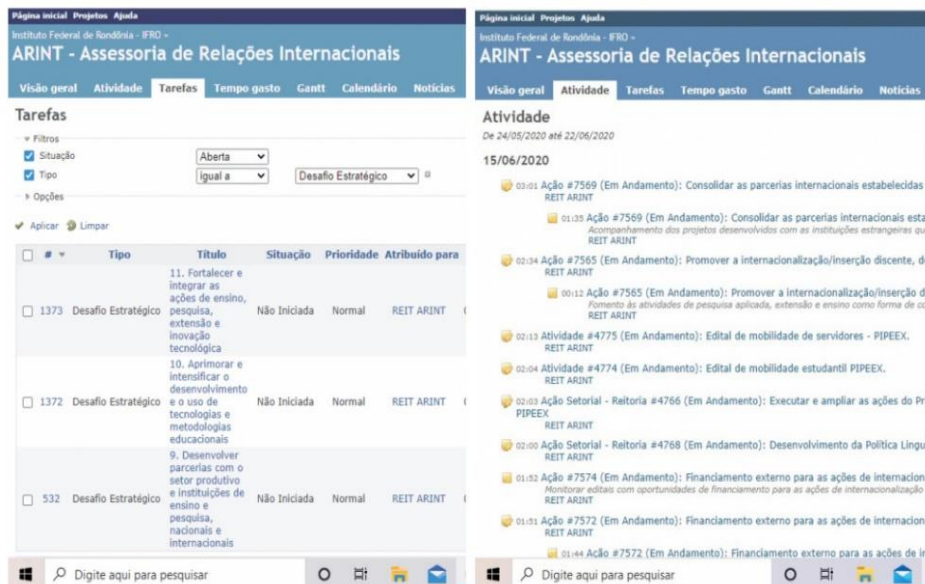 Página inicial Projetos Ajuda
Instituto Federal de Rondônia - IFRO »
ARINT - Assessoria de Relações Internacionais
Visão geral Atividade Tarefas Tempo gasto Gantt Calendário Notícias
Tarefas
Filtros
Situação Aberta
Tipo igual a Desafio Estratégico
Opções
Aplicar Limpar
# Tipo Título Situação Prioridade Atribuído para
1373 Desafio Estratégico 11. Fortalecer e integrar as ações de ensino, pesquisa, extensão e inovação tecnológica Não Iniciada Normal REIT ARINT
1372 Desafio Estratégico 10. Aprimorar e intensificar o desenvolvimento e o uso de tecnologias e metodologias educacionais Não Iniciada Normal REIT ARINT
532 Desafio Estratégico 9. Desenvolver parcerias com o setor produtivo e instituições de ensino e pesquisa, nacionais e internacionais Não Iniciada Normal REIT ARINT
Digite aqui para pesquisar
Página inicial Projetos Ajuda
Instituto Federal de Rondônia - IFRO »
ARINT - Assessoria de Relações Internacionais
Visão geral Atividade Tarefas Tempo gasto Gantt Calendário Notícias
Atividade
De 24/05/2020 até 22/06/2020
15/06/2020
03:01 Ação #7569 (Em Andamento): Consolidar as parcerias internacionais estabelecidas
REIT ARINT
01:35 Ação #7569 (Em Andamento): Consolidar as parcerias internacionais esta
Acompanhamento dos projetos desenvolvidos com as instituições estrangeiras qu
REIT ARINT
02:34 Ação #7565 (Em Andamento): Promover a internacionalização/inserção discente, d
REIT ARINT
00:12 Ação #7565 (Em Andamento): Promover a internacionalização/inserção d
Fomento às atividades de pesquisa aplicada, extensão e ensino como forma de co
REIT ARINT
02:13 Atividade #4775 (Em Andamento): Edital de mobilidade de servidores - PIPEEX.
REIT ARINT
02:04 Atividade #4774 (Em Andamento): Edital de mobilidade estudantil PIPEEX.
REIT ARINT
02:03 Ação Setorial - Reitoria #4766 (Em Andamento): Executar e ampliar as ações do Pr
PIPEEX
REIT ARINT
02:00 Ação Setorial - Reitoria #4768 (Em Andamento): Desenvolvimento da Política Lingu
REIT ARINT
01:52 Ação #7574 (Em Andamento): Financiamento externo para as ações de internacion
Monitorar editais com oportunidades de financiamento para as ações de internacionalização
REIT ARINT
01:51 Ação #7572 (Em Andamento): Financiamento externo para as ações de internacion
REIT ARINT
01:44 Ação #7572 (Em Andamento): Financiamento externo para as ações de in
Digite aqui para pesquisar